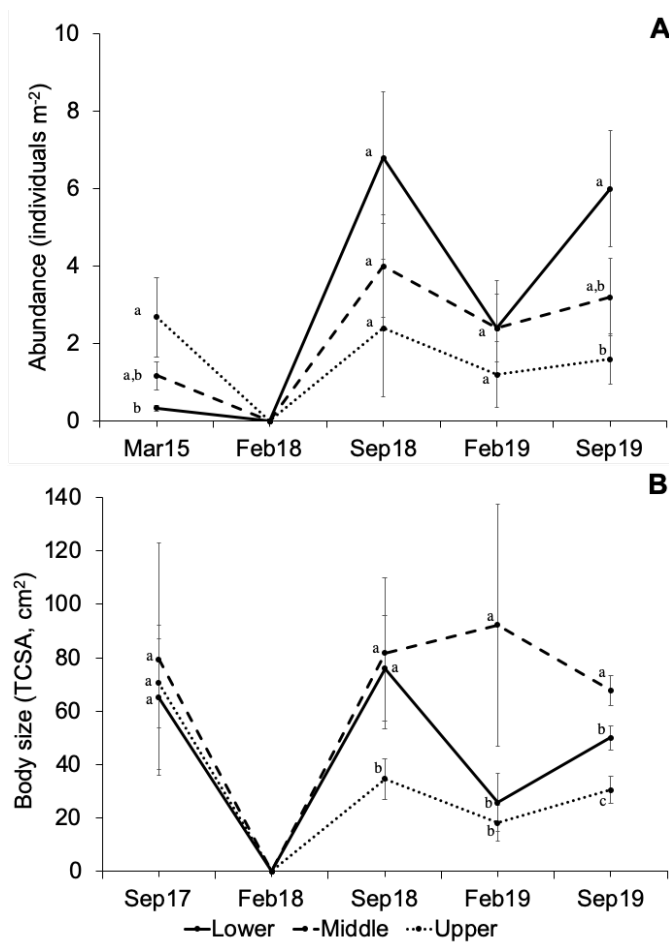 A
Abundance (individuals m⁻²)
10
8
6
4
2
0
a
a,b
b
a
a
a
a
a
a
a,b
b
Mar15 Feb18 Sep18 Feb19 Sep19
B
Body size (TCSA, cm²)
140
120
100
80
60
40
20
0
a
a
a
a
a
b
a
b
b
a
b
c
Sep17 Feb18 Sep18 Feb19 Sep19
Lower Middle Upper